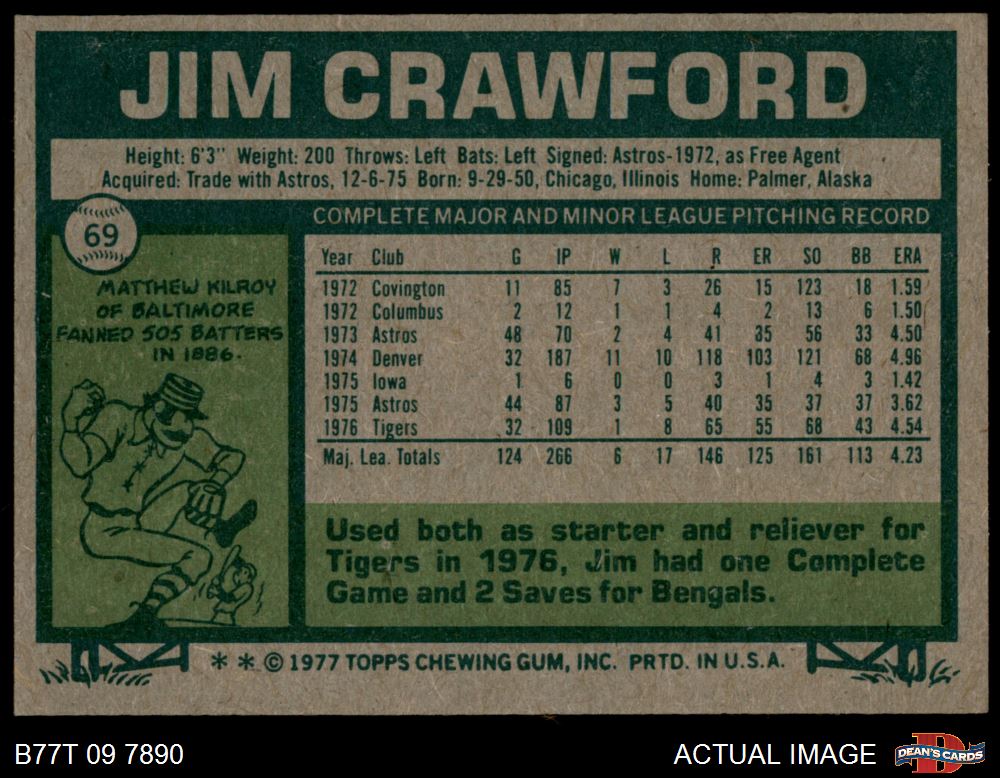 JIM CRAWFORD
Height: 6'3" Weight: 200 Throws: Left Bats: Left Signed: Astros-1972, as Free Agent
Acquired: Trade with Astros, 12-6-75 Born: 9-29-50, Chicago, Illinois Home: Palmer, Alaska
69
MATTHEW KILROY
OF BALTIMORE
FANNED 505 BATTERS
IN 1886.
COMPLETE MAJOR AND MINOR LEAGUE PITCHING RECORD
Year Club G IP W L R ER SO BB ERA
1972 Covington 11 85 7 3 26 15 123 18 1.59
1972 Columbus 2 12 1 1 4 2 13 6 1.50
1973 Astros 48 70 2 4 41 35 56 33 4.50
1974 Denver 32 187 11 10 118 103 121 68 4.96
1975 Iowa 1 6 0 0 3 1 4 3 1.42
1975 Astros 44 87 3 5 40 35 37 37 3.62
1976 Tigers 32 109 1 8 65 55 68 43 4.54
Maj. Lea. Totals 124 266 6 17 146 125 161 113 4.23
Used both as starter and reliever for
Tigers in 1976, Jim had one Complete
Game and 2 Saves for Bengals.
* * © 1977 TOPPS CHEWING GUM, INC. PRTD. IN U.S.A.
B77T 09 7890
ACTUAL IMAGE
D
DEAN'S CARDS